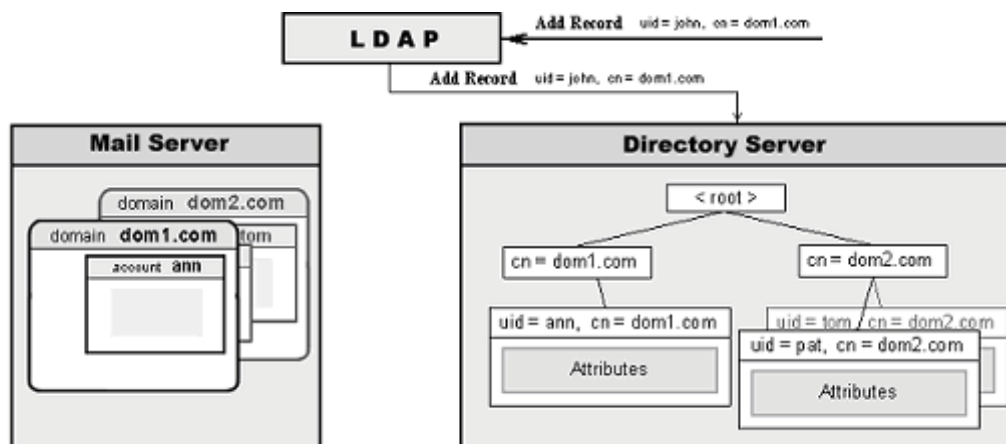 Add Record uid = john, cn = dom1.com
LDAP
Add Record uid = john, cn = dom1.com
Mail Server
domain dom2.com
tom
domain dom1.com
account ann
Directory Server
< root >
cn = dom1.com
cn = dom2.com
uid = ann, cn = dom1.com
Attributes
uid = tom, cn = dom2.com
uid = pat, cn = dom2.com
Attributes